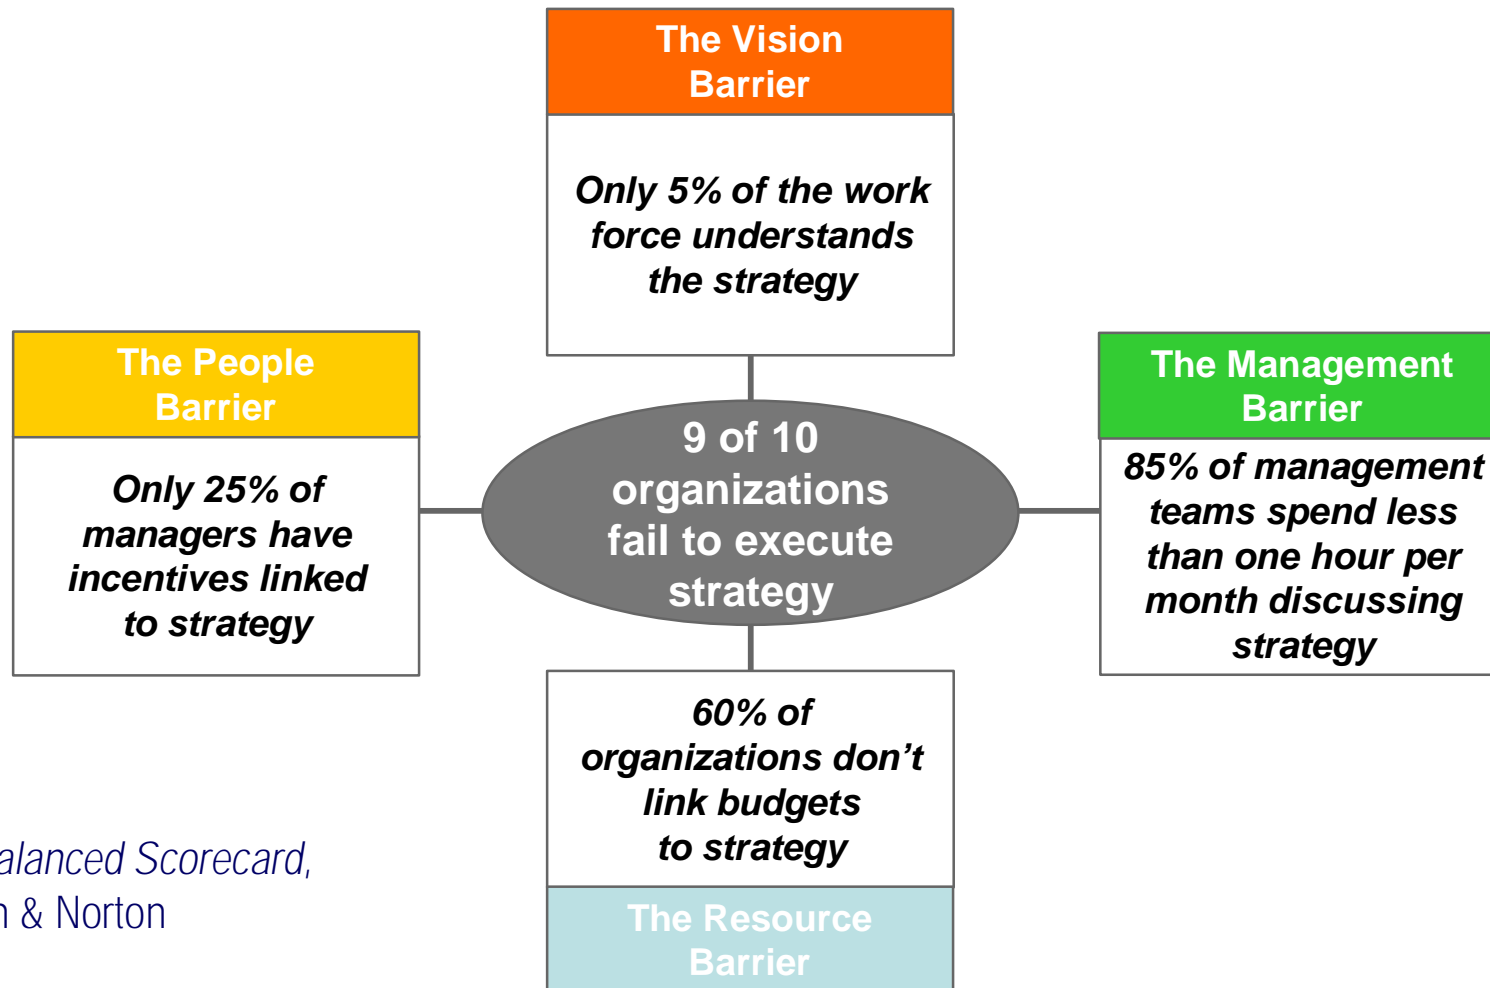 The Vision
Barrier
Only 5% of the work
force understands
the strategy
The People
Barrier
Only 25% of
managers have
incentives linked
to strategy
9 of 10
organizations
fail to execute
strategy
The Management
Barrier
85% of management
teams spend less
than one hour per
month discussing
strategy
60% of
organizations don’t
link budgets
to strategy
The Resource
Barrier
alanced Scorecard,
n & Norton